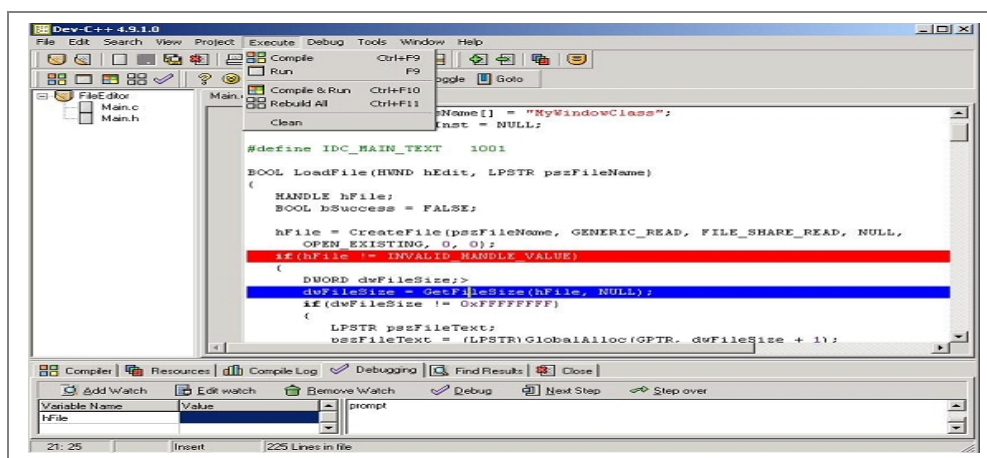 Dev-C++ 4.9.1.0
File Edit Search View Project Execute Debug Tools Window Help
Compile Ctrl+F9
Run F9
Compile & Run Ctrl+F10
Rebuild All Ctrl+F11
Clean
oggle Goto
FileEditor
Main.c
Main.h
Main.
sName[] = "MyWindowClass";
Inst = NULL;
#define IDC_MAIN_TEXT 1001
BOOL LoadFile(HWND hEdit, LPSTR pszFileName)
{
HANDLE hFile;
BOOL bSuccess = FALSE;
hFile = CreateFile(pszFileName, GENERIC_READ, FILE_SHARE_READ, NULL,
OPEN_EXISTING, 0, 0);
if(hFile != INVALID_HANDLE_VALUE)
{
DWORD dwFileSize;>
dwFileSize = GetFileSize(hFile, NULL);
if(dwFileSize != 0xFFFFFFFF)
{
LPSTR pszFileText;
pszFileText = (LPSTR)GlobalAlloc(GPTR, dwFileSize + 1);
Compiler Resources Compile Log Debugging Find Results Close
Add Watch Edit watch Remove Watch Debug Next Step Step over
Variable Name Value prompt
hFile
21: 25 Insert 225 Lines in file